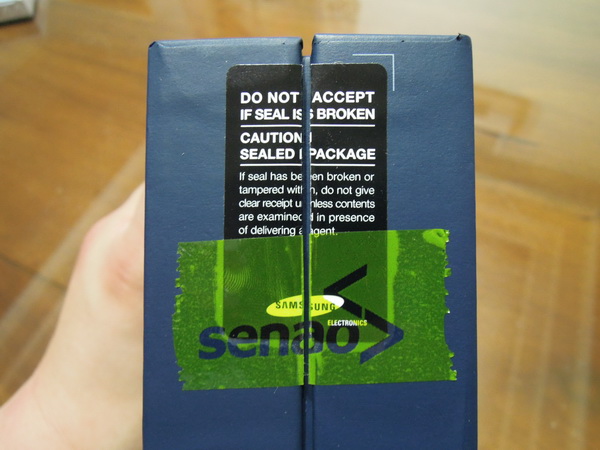 DO NOT ACCEPT
IF SEAL IS BROKEN
CAUTION
SEALED PACKAGE
If seal has been broken or
tampered within, do not give
clear receipt unless contents
are examined in presence
of delivering agent.
SAMSUNG
ELECTRONICS
senao